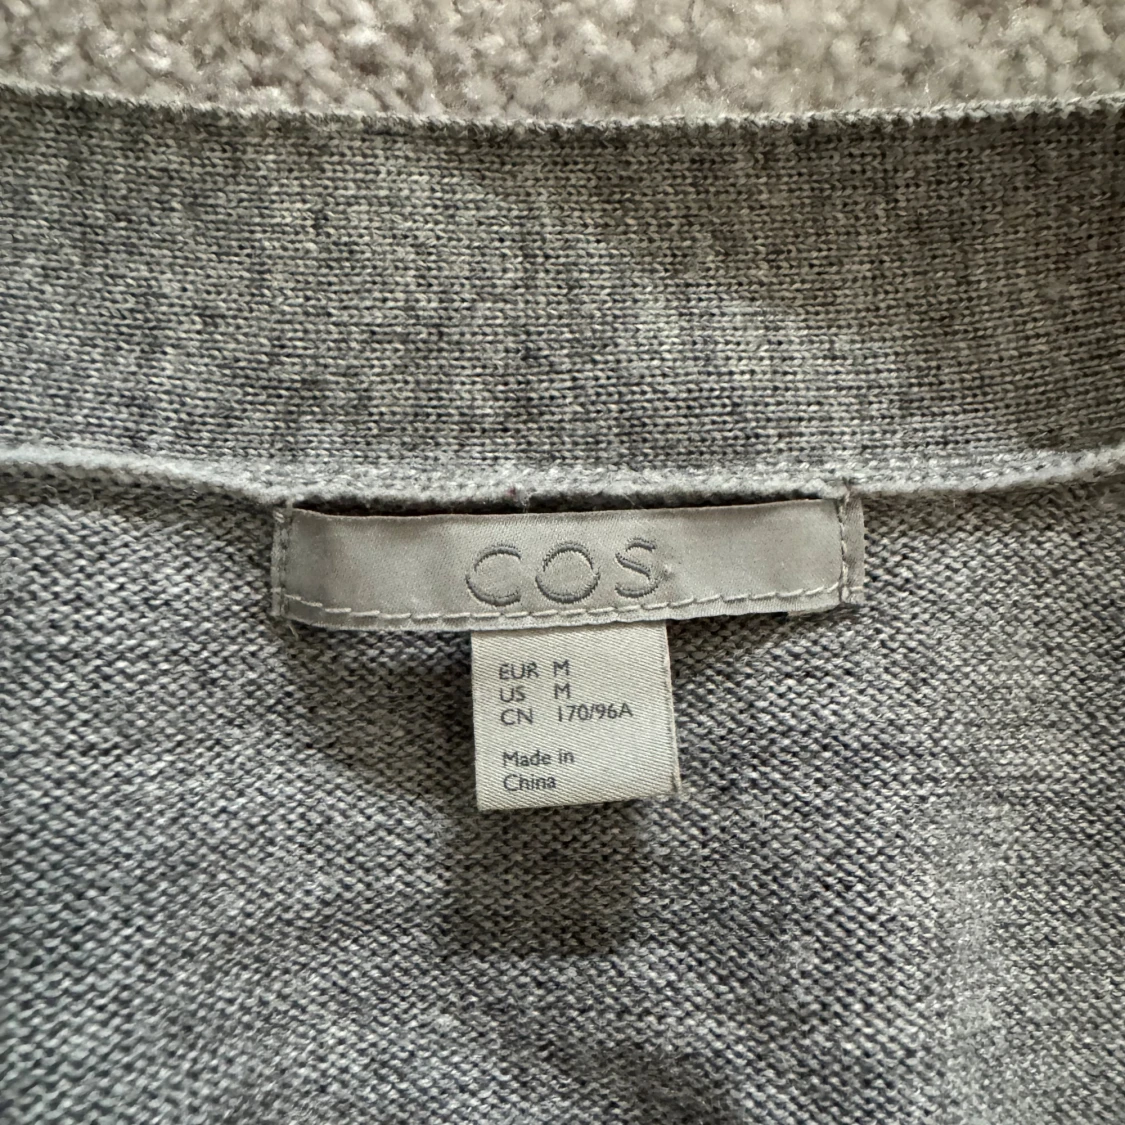 COS
EUR M
US M
CN 170/96A
Made in
China